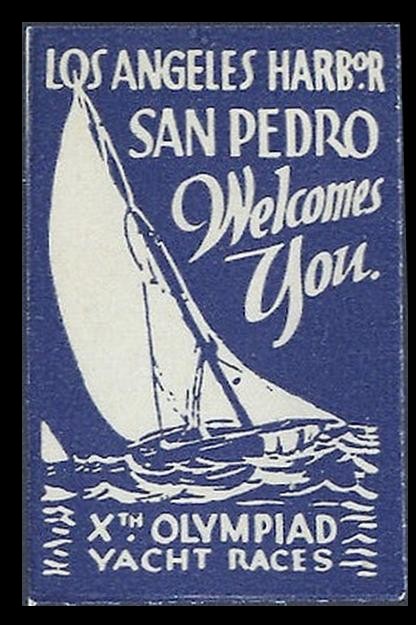 LOS ANGELES HARBOR
SAN PEDRO
Welcomes
You.
XTH OLYMPIAD
YACHT RACES